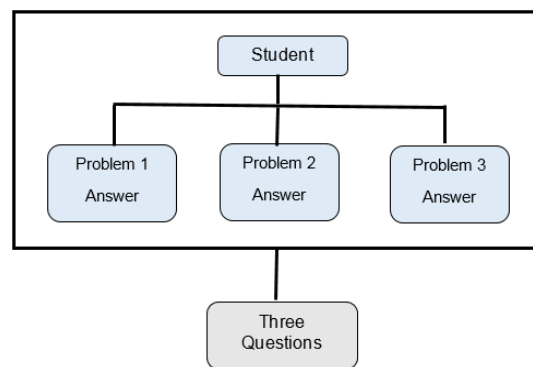 Student
Problem 1
Answer
Problem 2
Answer
Problem 3
Answer
Three
Questions